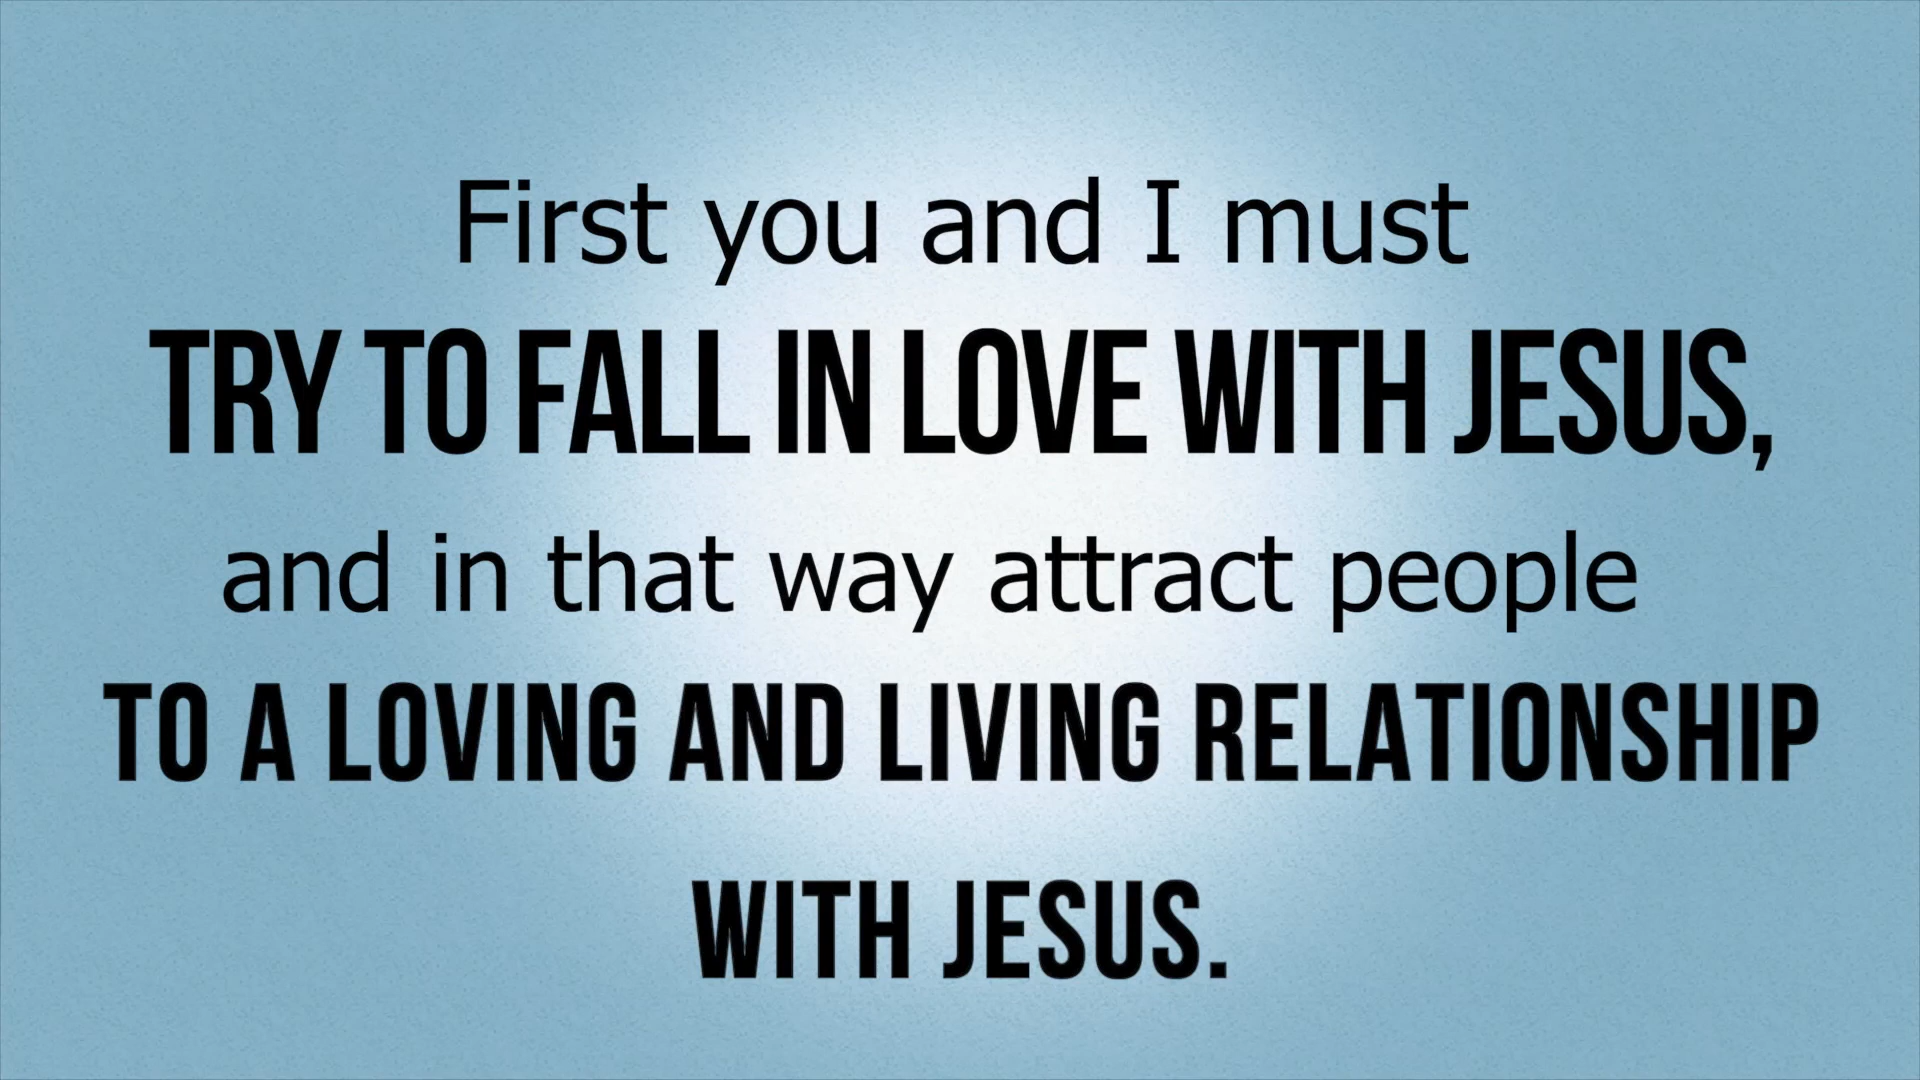 First you and I must
TRY TO FALL IN LOVE WITH JESUS,
and in that way attract people
TO A LOVING AND LIVING RELATIONSHIP
WITH JESUS.